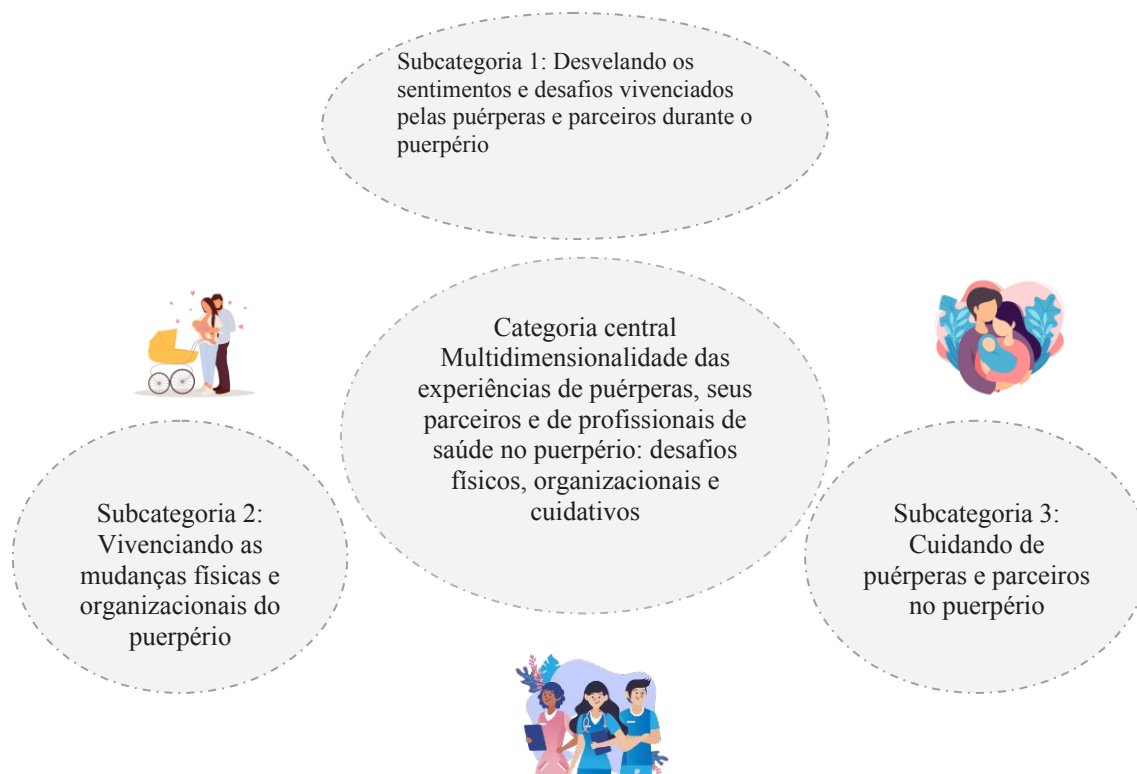 Subcategoria 1: Desvelando os
sentimentos e desafios vivenciados
pelas puérperas e parceiros durante o
puerpério
Categoria central
Multidimensionalidade das
experiências de puérperas, seus
parceiros e de profissionais de
saúde no puerpério: desafios
físicos, organizacionais e
cuidativos
Subcategoria 2:
Vivenciando as
mudanças físicas e
organizacionais do
puerpério
Subcategoria 3:
Cuidando de
puérperas e parceiros
no puerpério